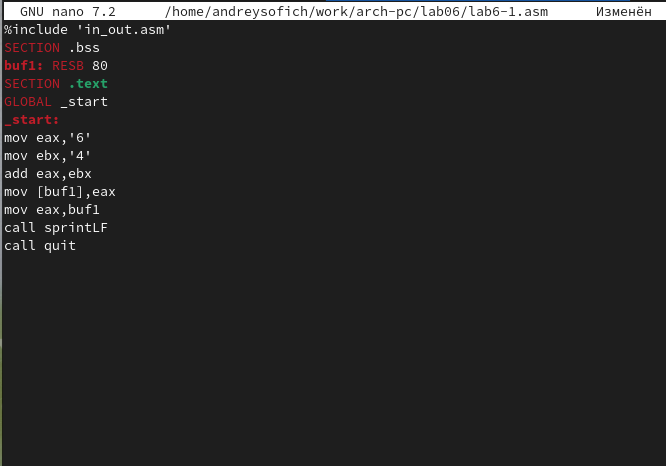 GNU nano 7.2 /home/andreysofich/work/arch-pc/lab06/lab6-1.asm Изменён
%include 'in_out.asm'
SECTION .bss
buf1: RESB 80
SECTION .text
GLOBAL _start
_start:
mov eax,'6'
mov ebx,'4'
add eax,ebx
mov [buf1],eax
mov eax,buf1
call sprintLF
call quit